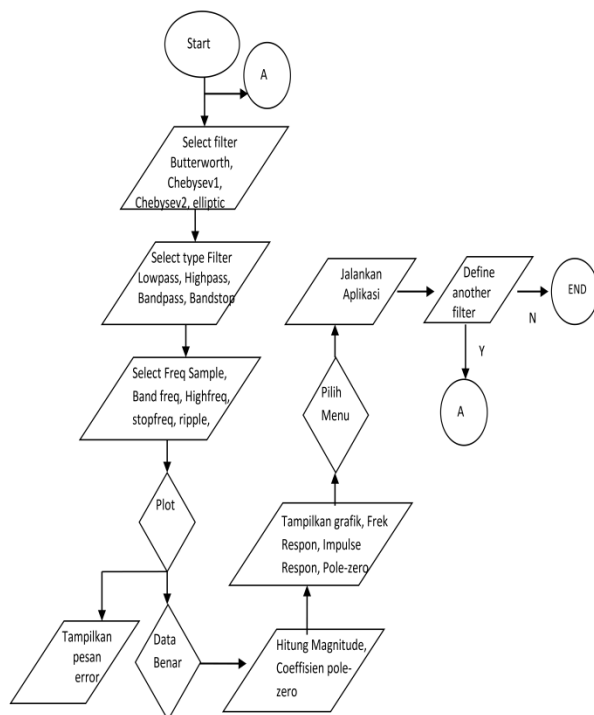 Start
A
Select filter
Butterworth,
Chebysev1,
Chebysev2, elliptic
Select type Filter
Lowpass, Highpass,
Bandpass, Bandstop
Select Freq Sample,
Band freq, Highfreq,
stopfreq, ripple,
Plot
Tampilkan
pesan
error
Data
Benar
Hitung Magnitude,
Coeffisien pole-
zero
Tampilkan grafik, Frek
Respon, Impulse
Respon, Pole-zero
Pilih
Menu
Jalankan
Aplikasi
Define
another
filter
END
N
Y
A